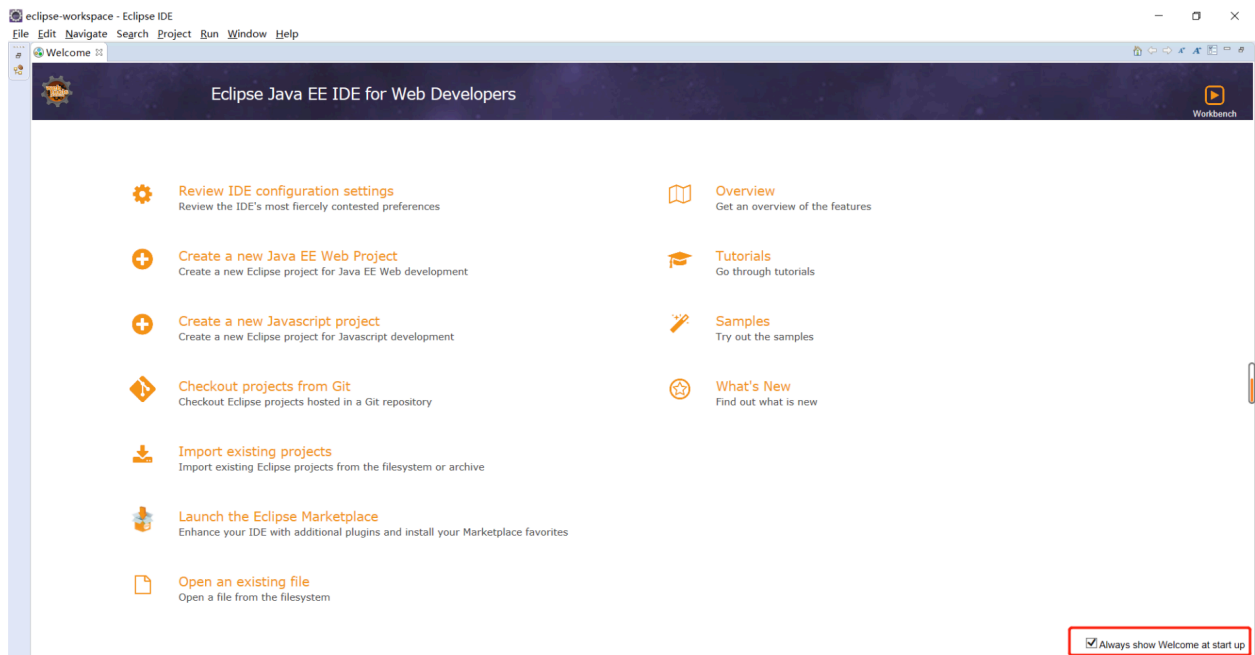 eclipse-workspace - Eclipse IDE
File Edit Navigate Search Project Run Window Help
Welcome
Eclipse Java EE IDE for Web Developers
Workbench
Review IDE configuration settings
Review the IDE's most fiercely contested preferences
Create a new Java EE Web Project
Create a new Eclipse project for Java EE Web development
Create a new Javascript project
Create a new Eclipse project for Javascript development
Checkout projects from Git
Checkout Eclipse projects hosted in a Git repository
Import existing projects
Import existing Eclipse projects from the filesystem or archive
Launch the Eclipse Marketplace
Enhance your IDE with additional plugins and install your Marketplace favorites
Open an existing file
Open a file from the filesystem
Overview
Get an overview of the features
Tutorials
Go through tutorials
Samples
Try out the samples
What's New
Find out what is new
Always show Welcome at start up